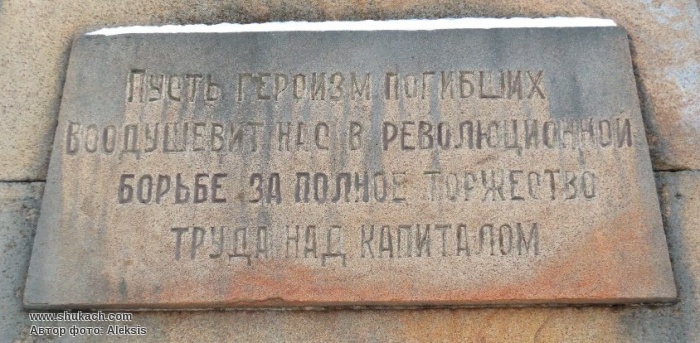 Пусть героизм погибших
воодушевит нас в революционной
борьбе за полное торжество
труда над капиталом
www.shukach.com
Автор фото: Aleksis